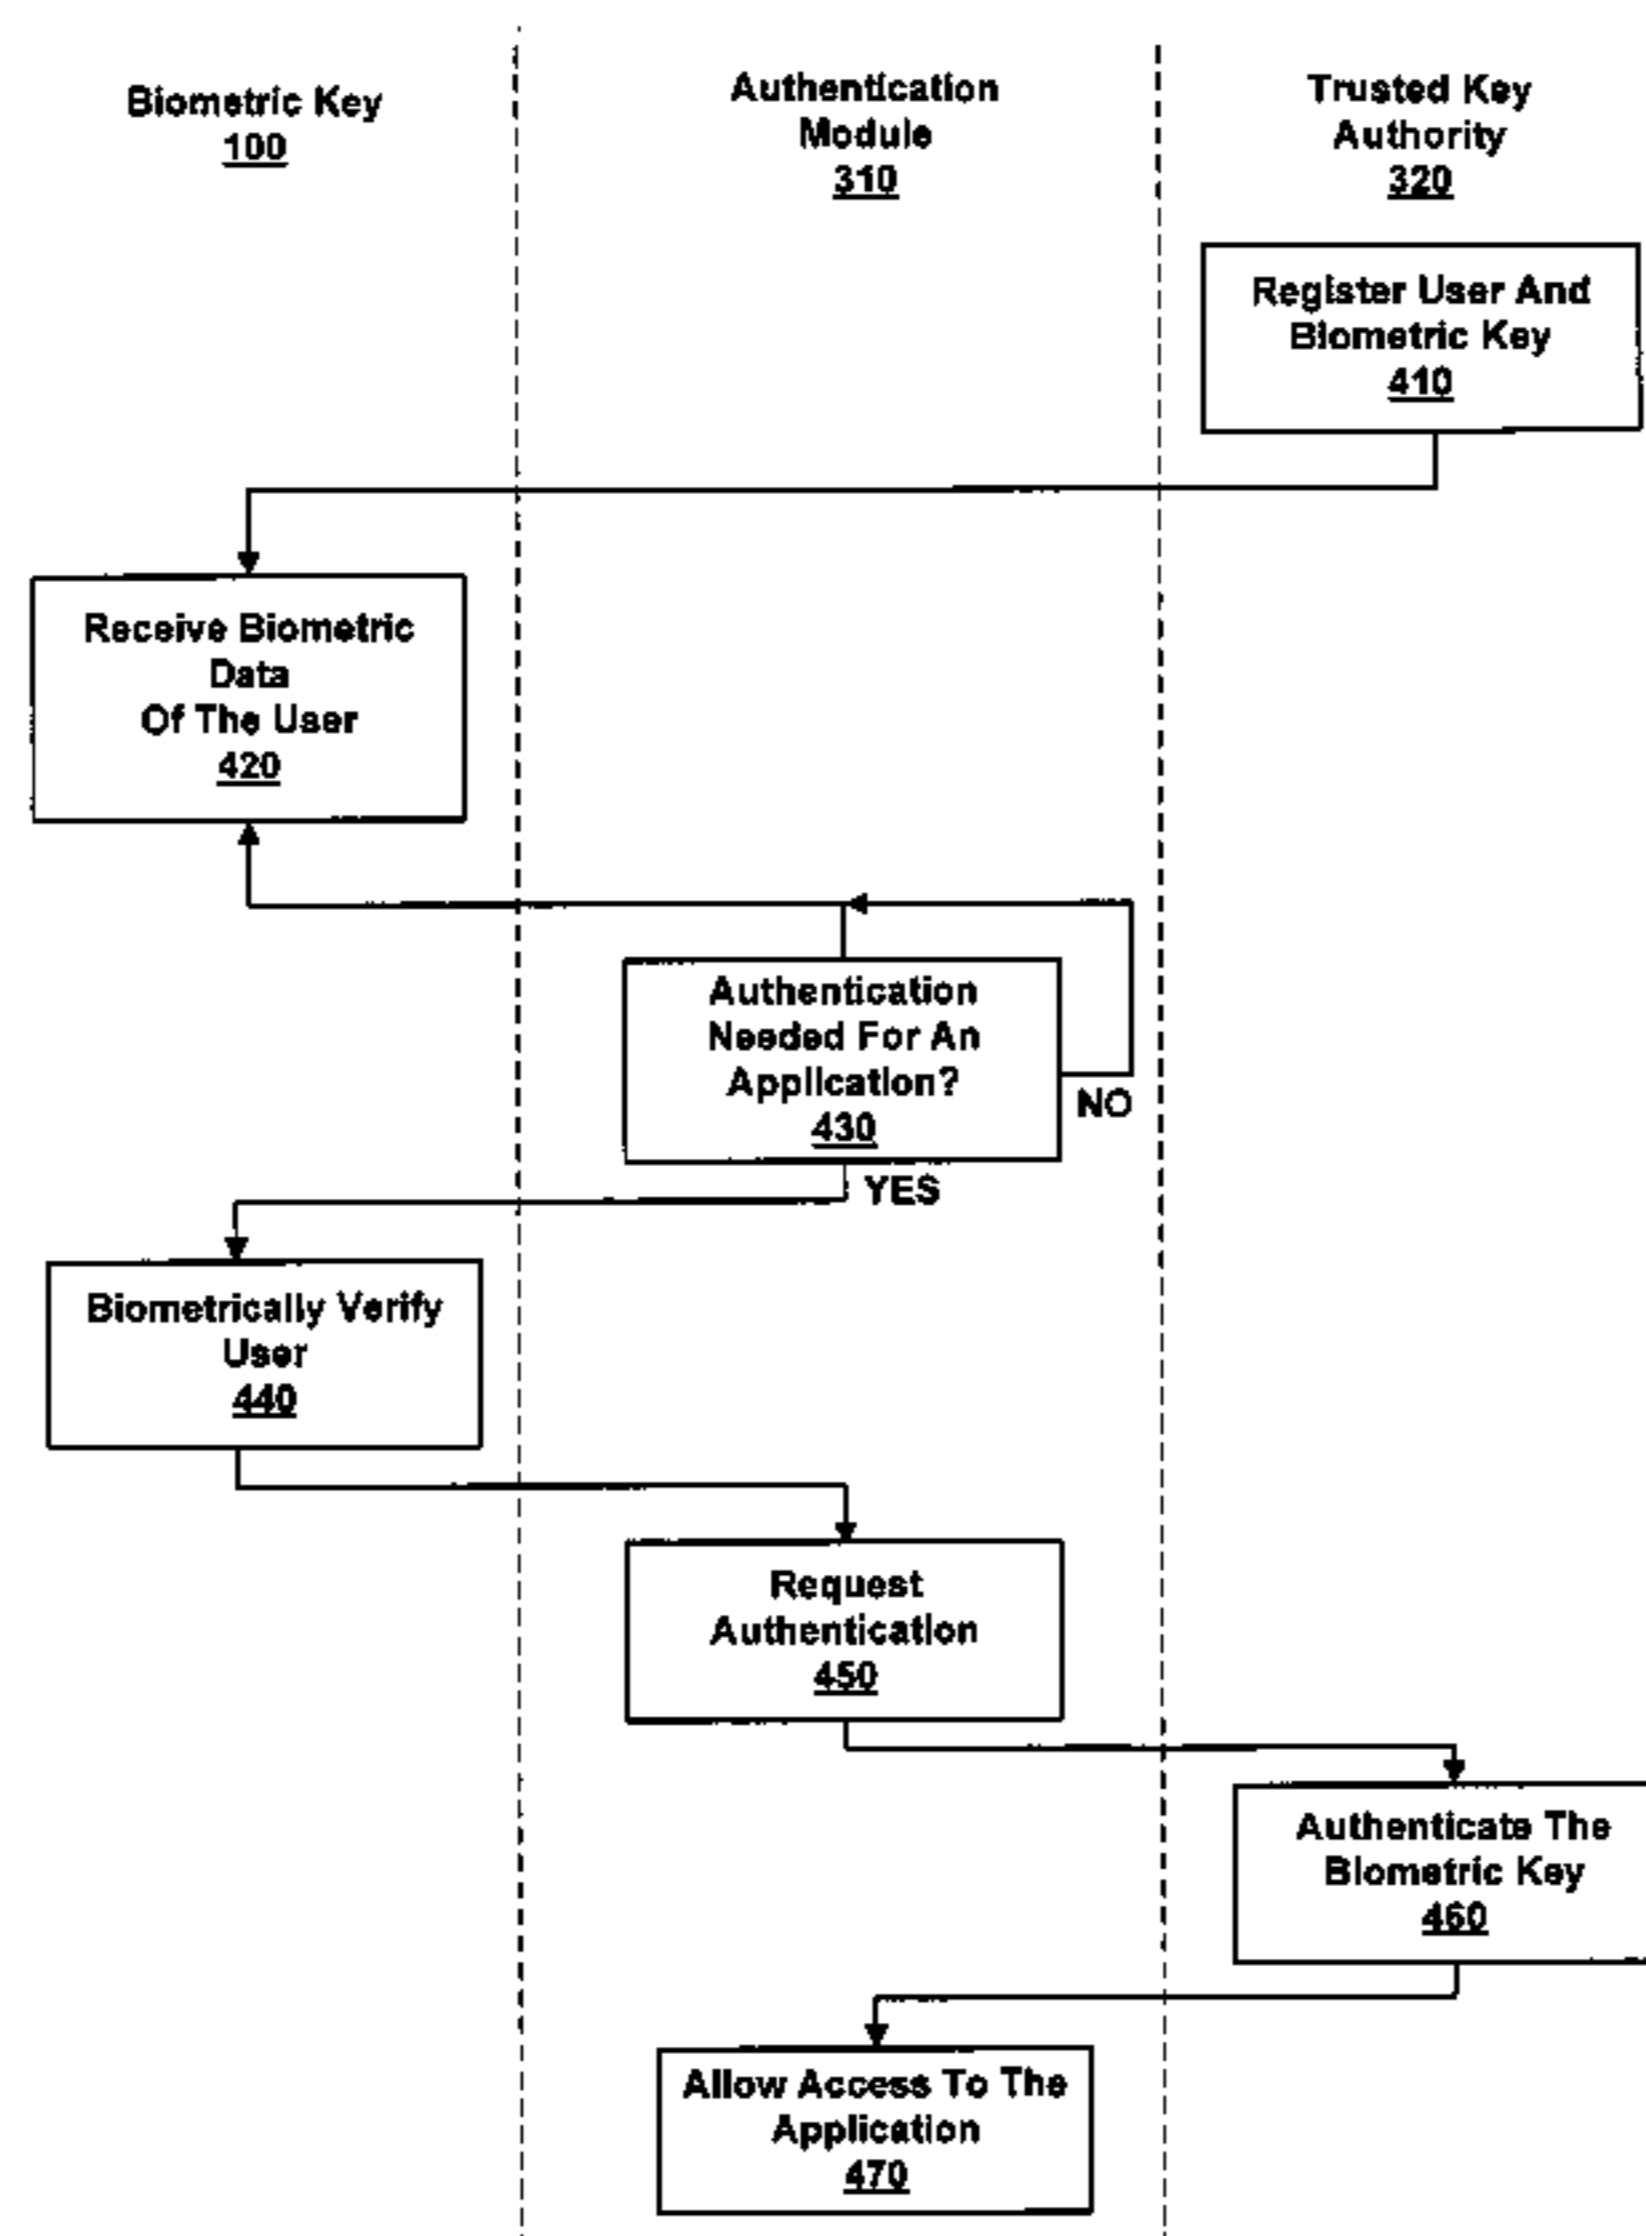 Biometric Key
100
Authentication
Module
310
Trusted Key
Authority
320
Register User And
Biometric Key
410
Receive Biometric
Data
Of The User
420
Authentication
Needed For An
Application?
430
NO
YES
Biometrically Verify
User
440
Request
Authentication
450
Authenticate The
Biometric Key
460
Allow Access To The
Application
470